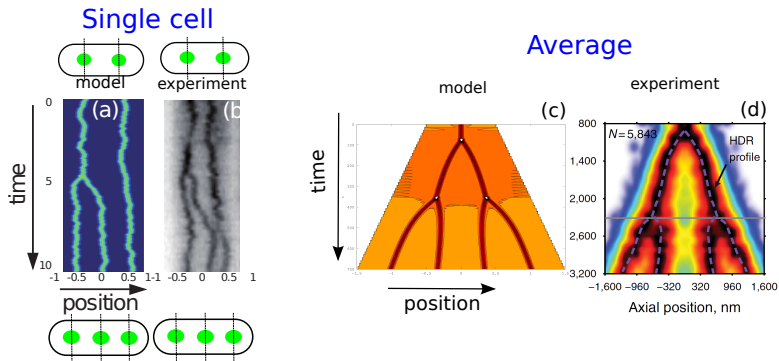 Single cell
Average
model
experiment
(a)
(b
0
5
10
time
-1 -0.5 0 0.5 1
-1 -0.5 0 0.5 1
position
model
(c)
time
position
experiment
(d)
N=5,843
HDR
profile
800
1,400
2,000
2,600
3,200
−1,600 −960 −320 320 960 1,600
Axial position, nm